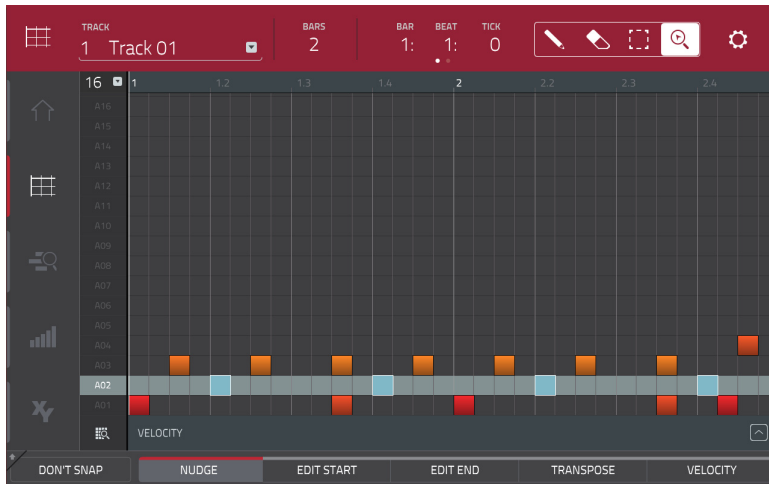 TRACK BARS BAR BEAT TICK
1 Track 01 2 1: 1: 0
16 1 1.2 1.3 1.4 2 2.2 2.3 2.4
A16
A15
A14
A13
A12
A11
A10
A09
A08
A07
A06
A05
A04
A03
A02
A01
XY
VELOCITY
DON'T SNAP NUDGE EDIT START EDIT END TRANSPOSE VELOCITY